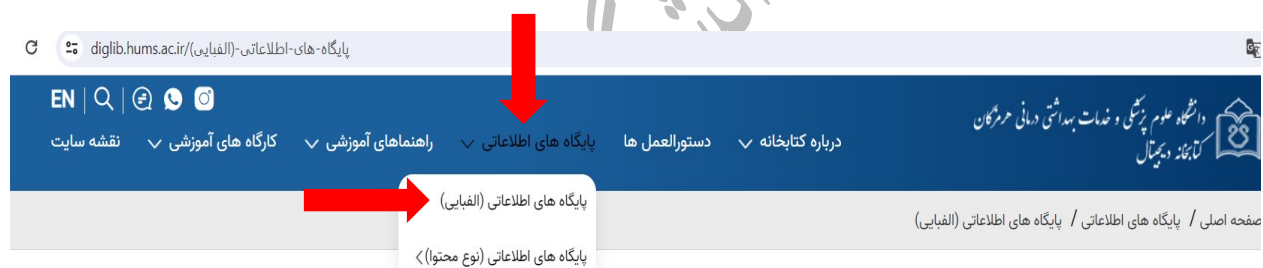 diglib.hums.ac.ir/پایگاه-های-اطلاعاتی-(الفبایی)
EN
دانشگاه علوم پزشکی و خدمات بهداشتی درمانی هرمزگان
کتابخانه دیجیتال
درباره کتابخانه دستورالعمل ها پایگاه های اطلاعاتی راهنماهای آموزشی کارگاه های آموزشی نقشه سایت
پایگاه های اطلاعاتی (الفبایی)
صفحه اصلی / پایگاه های اطلاعاتی / پایگاه های اطلاعاتی (الفبایی)
پایگاه های اطلاعاتی (نوع محتوا)